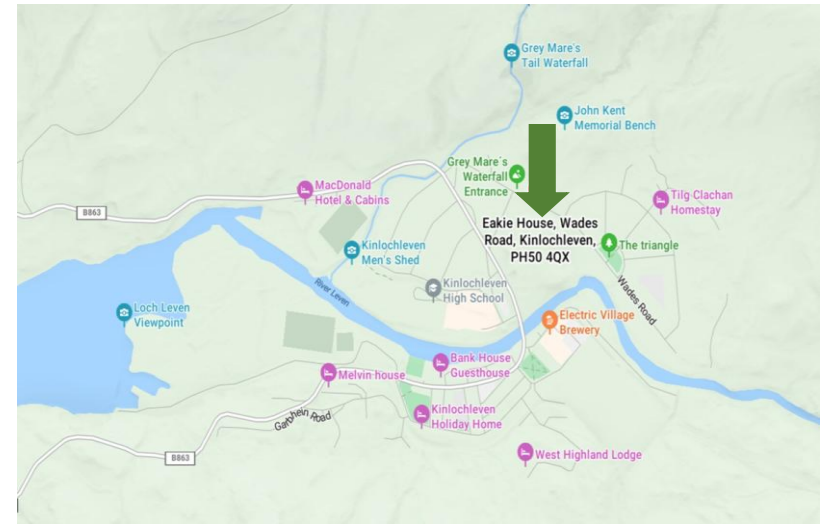 Grey Mare's
Tail Waterfall
John Kent
Memorial Bench
Grey Mare's
Waterfall
Entrance
MacDonald
Hotel & Cabins
Tilg Clachan
Homestay
B863
Eakie House, Wades
Road, Kinlochleven,
PH50 4QX
The triangle
Kinlochleven
Men's Shed
Kinlochleven
High School
River Leven
Wades Road
Loch Leven
Viewpoint
Electric Village
Brewery
Bank House
Guesthouse
Melvin house
Garbhein Road
Kinlochleven
Holiday Home
B863
West Highland Lodge